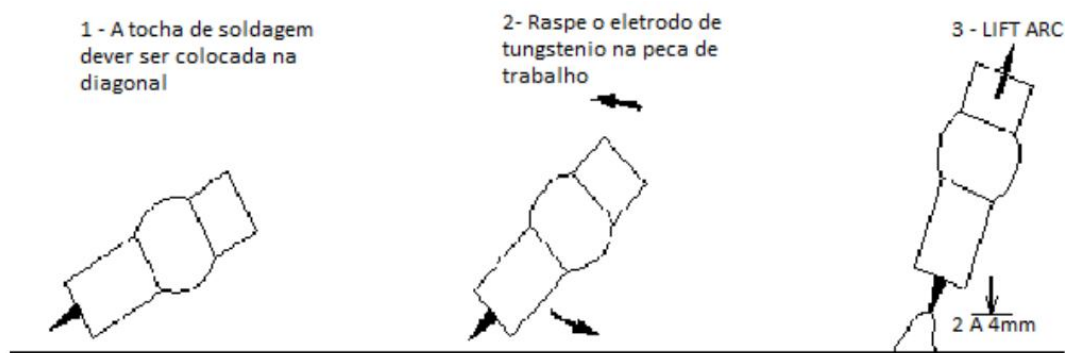 1 - A tocha de soldagem
dever ser colocada na
diagonal
2- Raspe o eletrodo de
tungstenio na peca de
trabalho
3 - LIFT ARC
2 A 4mm